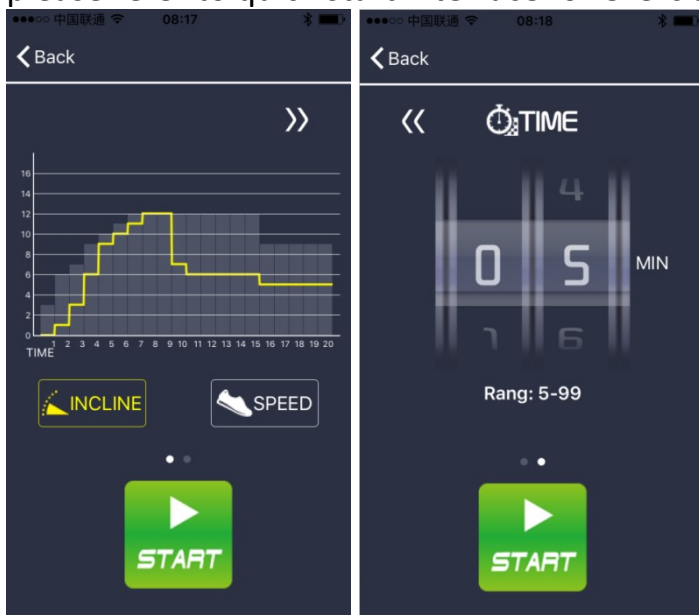 中国联通 08:17
Back
16
14
12
10
8
6
4
2
0
1 2 3 4 5 6 7 8 9 10 11 12 13 14 15 16 17 18 19 20
TIME
INCLINE SPEED
START
中国联通 08:18
Back
TIME
4
0 5 MIN
1 6
Rang: 5-99
START